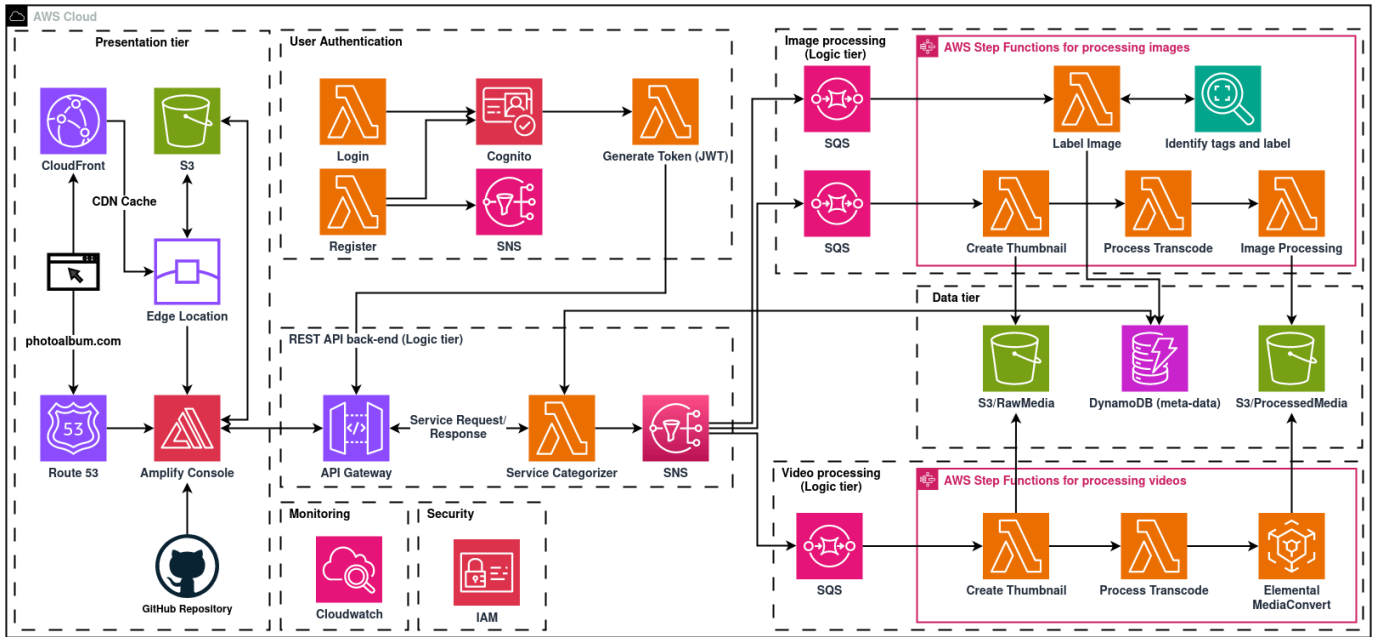 AWS Cloud
Presentation tier
CloudFront
S3
CDN Cache
Edge Location
photoalbum.com
53
Route 53
Amplify Console
GitHub Repository
User Authentication
Login
Cognito
Generate Token (JWT)
Register
SNS
REST API back-end (Logic tier)
API Gateway
Service Request/
Response
Service Categorizer
SNS
Monitoring
Cloudwatch
Security
IAM
Image processing
(Logic tier)
SQS
SQS
AWS Step Functions for processing images
Label Image
Identify tags and label
Create Thumbnail
Process Transcode
Image Processing
Data tier
S3/RawMedia
DynamoDB (meta-data)
S3/ProcessedMedia
Video processing
(Logic tier)
SQS
AWS Step Functions for processing videos
Create Thumbnail
Process Transcode
Elemental
MediaConvert